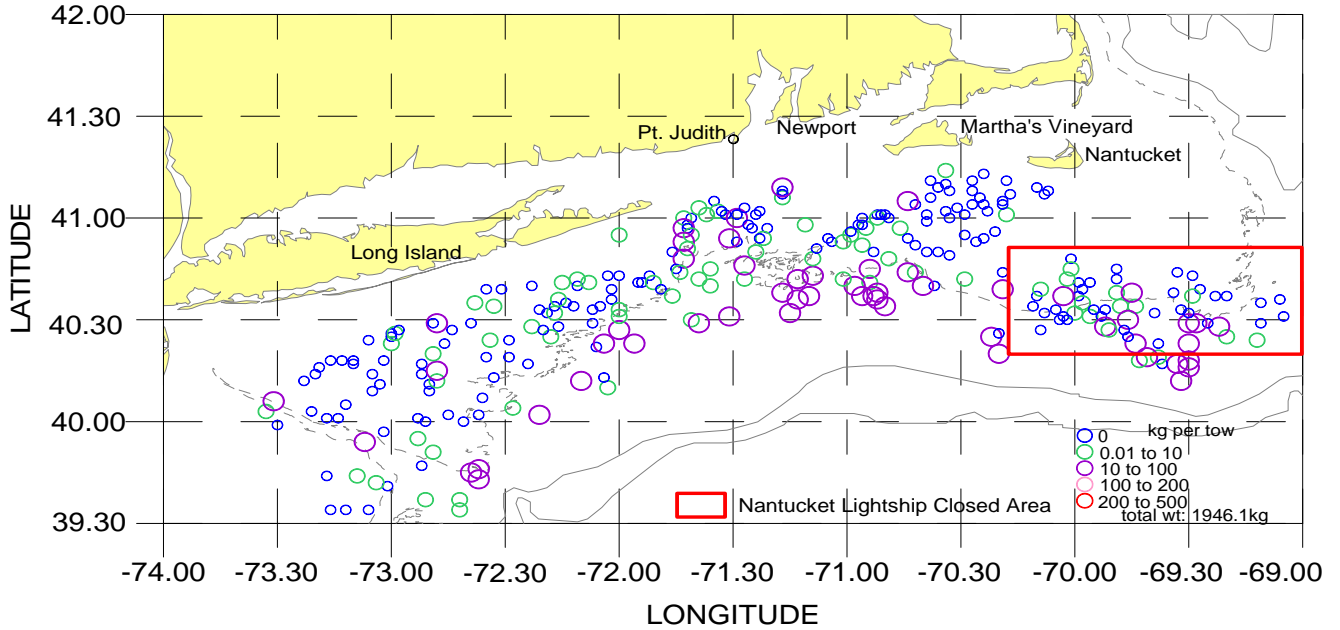 42.00
41.30
Pt. Judith
Newport
Martha's Vineyard
Nantucket
41.00
LATITUDE
Long Island
40.30
40.00
kg per tow
0
0.01 to 10
10 to 100
100 to 200
200 to 500
total wt: 1946.1kg
Nantucket Lightship Closed Area
39.30
-74.00 -73.30 -73.00 -72.30 -72.00 -71.30 -71.00 -70.30 -70.00 -69.30 -69.00
LONGITUDE